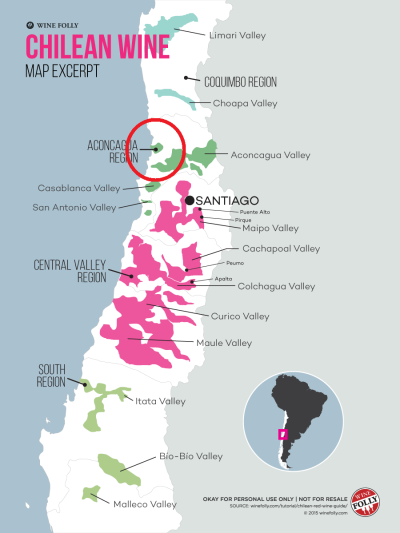 WINE FOLLY
CHILEAN WINE
MAP EXCERPT
Limari Valley
COQUIMBO REGION
Choapa Valley
ACONCAGUA
REGION
Aconcagua Valley
Casablanca Valley
SANTIAGO
San Antonio Valley
Puente Alto
Pirque
Maipo Valley
Cachapoal Valley
CENTRAL VALLEY
REGION
Peumo
Apalta
Colchagua Valley
Curico Valley
Maule Valley
SOUTH
REGION
Itata Valley
Bío-Bío Valley
Malleco Valley
OKAY FOR PERSONAL USE ONLY | NOT FOR RESALE
SOURCE: winefolly.com/tutorial/chilean-red-wine-guide/
© 2015 winefolly.com
WINE
FOLLY